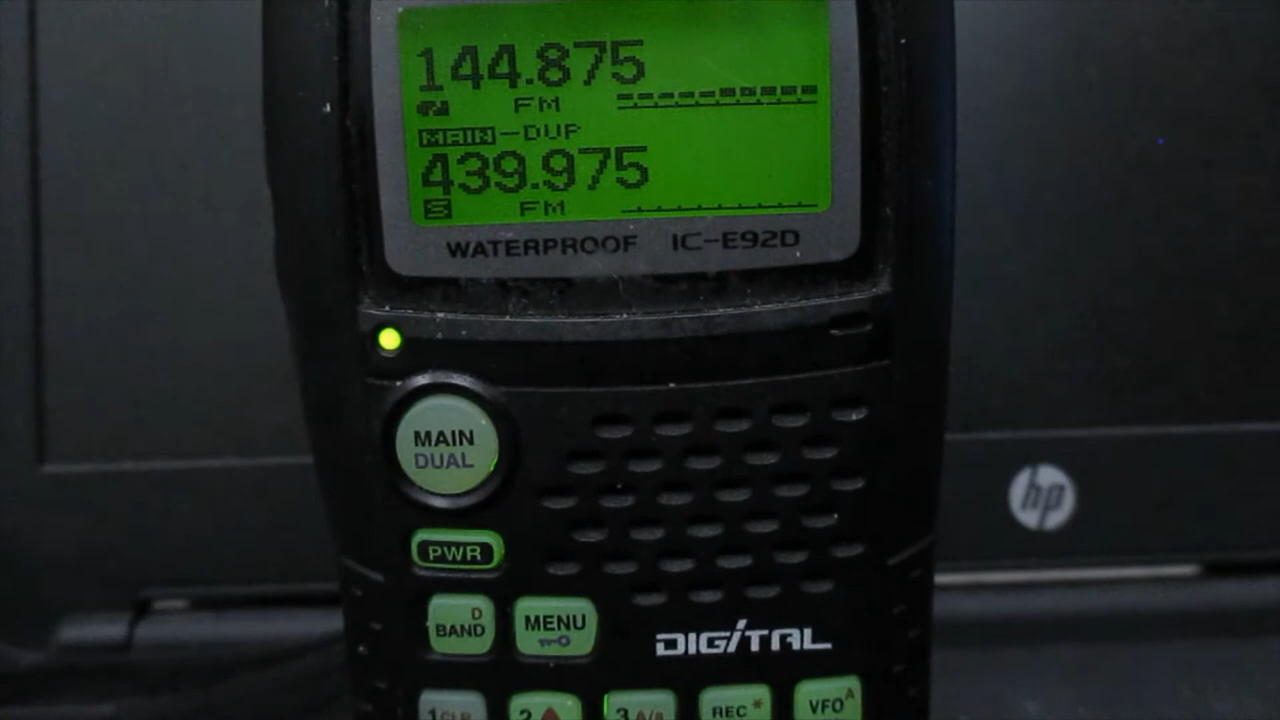 144.875
FM
MAIN -DUP
439.975
S FM
WATERPROOF IC-E92D
MAIN
DUAL
hp
PWR
D
BAND
MENU
DIGITAL
1 CLR 2 3 A/a REC * VFO A